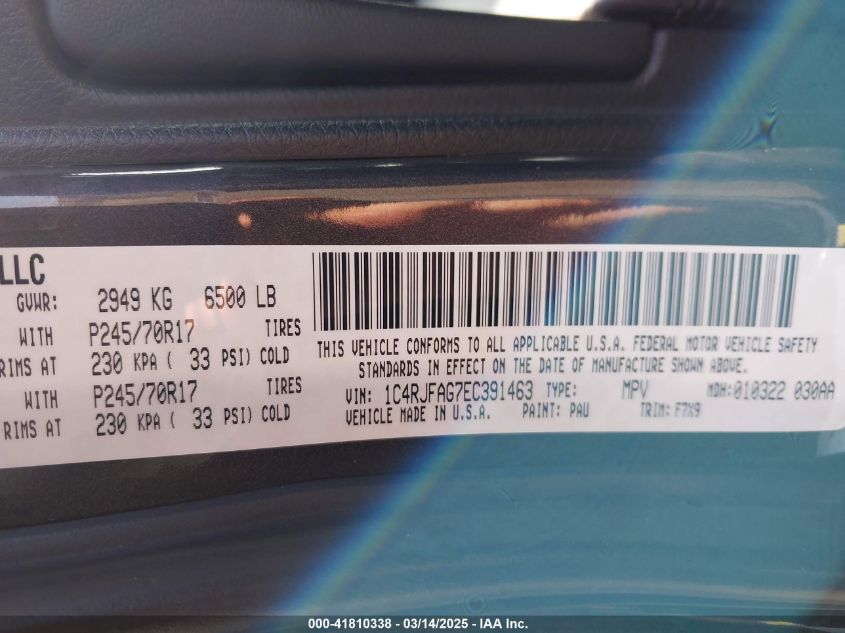 LLC
GVWR: 2949 KG 6500 LB
WITH P245/70R17 TIRES
RIMS AT 230 KPA ( 33 PSI) COLD
WITH P245/70R17 TIRES
RIMS AT 230 KPA ( 33 PSI) COLD
THIS VEHICLE CONFORMS TO ALL APPLICABLE U.S.A. FEDERAL MOTOR VEHICLE SAFETY
STANDARDS IN EFFECT ON THE DATE OF MANUFACTURE SHOWN ABOVE.
VIN: 1C4RJFAG7EC391463 TYPE: MPV MDH:010322 030AA
VEHICLE MADE IN U.S.A. PAINT: PAU TRIM: F7X9
000-41810338 - 03/14/2025 - IAA Inc.